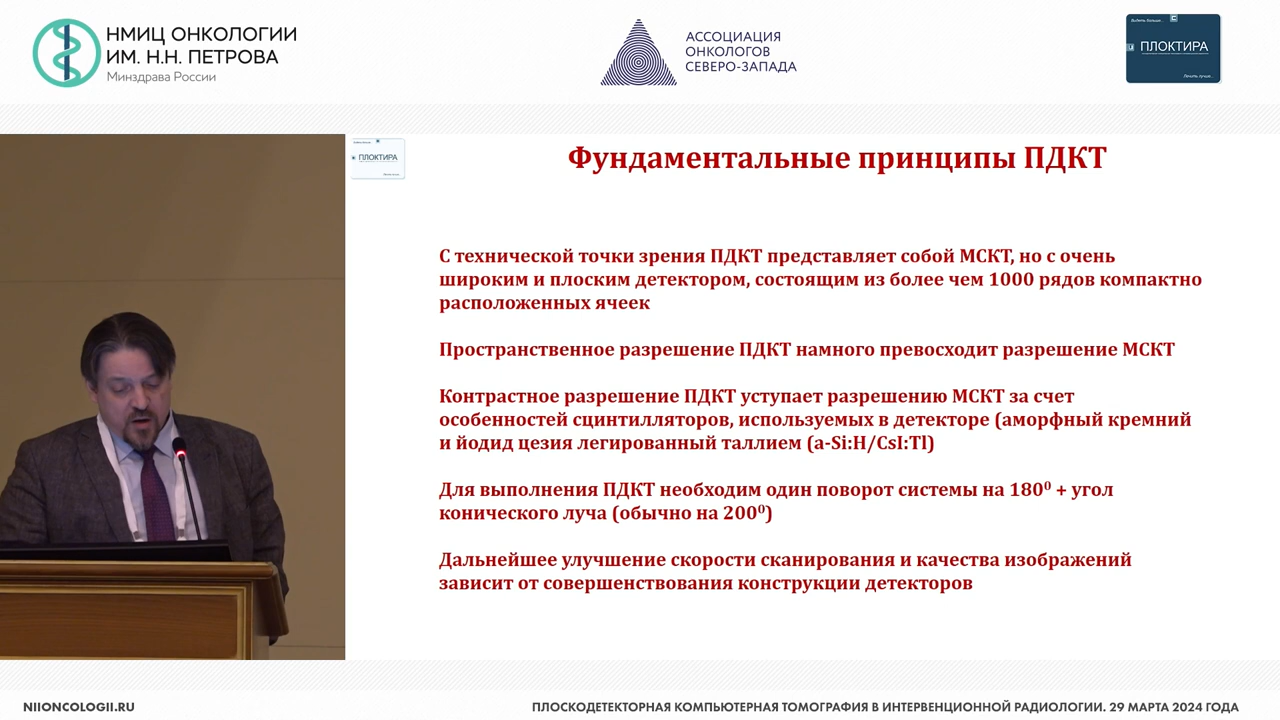 НМИЦ ОНКОЛОГИИ
ИМ. Н.Н. ПЕТРОВА
Минздрава России
АССОЦИАЦИЯ
ОНКОЛОГОВ
СЕВЕРО-ЗАПАДА
Видеть больше...
ПЛОКТИРА
Лечить лучше...
ПЛОКТИРА
Фундаментальные принципы ПДКТ
С технической точки зрения ПДКТ представляет собой МСКТ, но с очень
широким и плоским детектором, состоящим из более чем 1000 рядов компактно
расположенных ячеек
Пространственное разрешение ПДКТ намного превосходит разрешение МСКТ
Контрастное разрешение ПДКТ уступает разрешению МСКТ за счет
особенностей сцинтилляторов, используемых в детекторе (аморфный кремний
и йодид цезия легированный таллием (a-Si:H/CsI:Tl)
Для выполнения ПДКТ необходим один поворот системы на 180⁰ + угол
конического луча (обычно на 200⁰)
Дальнейшее улучшение скорости сканирования и качества изображений
зависит от совершенствования конструкции детекторов
NIIONCOLOGII.RU
ПЛОСКОДЕТЕКТОРНАЯ КОМПЬЮТЕРНАЯ ТОМОГРАФИЯ В ИНТЕРВЕНЦИОННОЙ РАДИОЛОГИИ. 29 МАРТА 2024 ГОДА